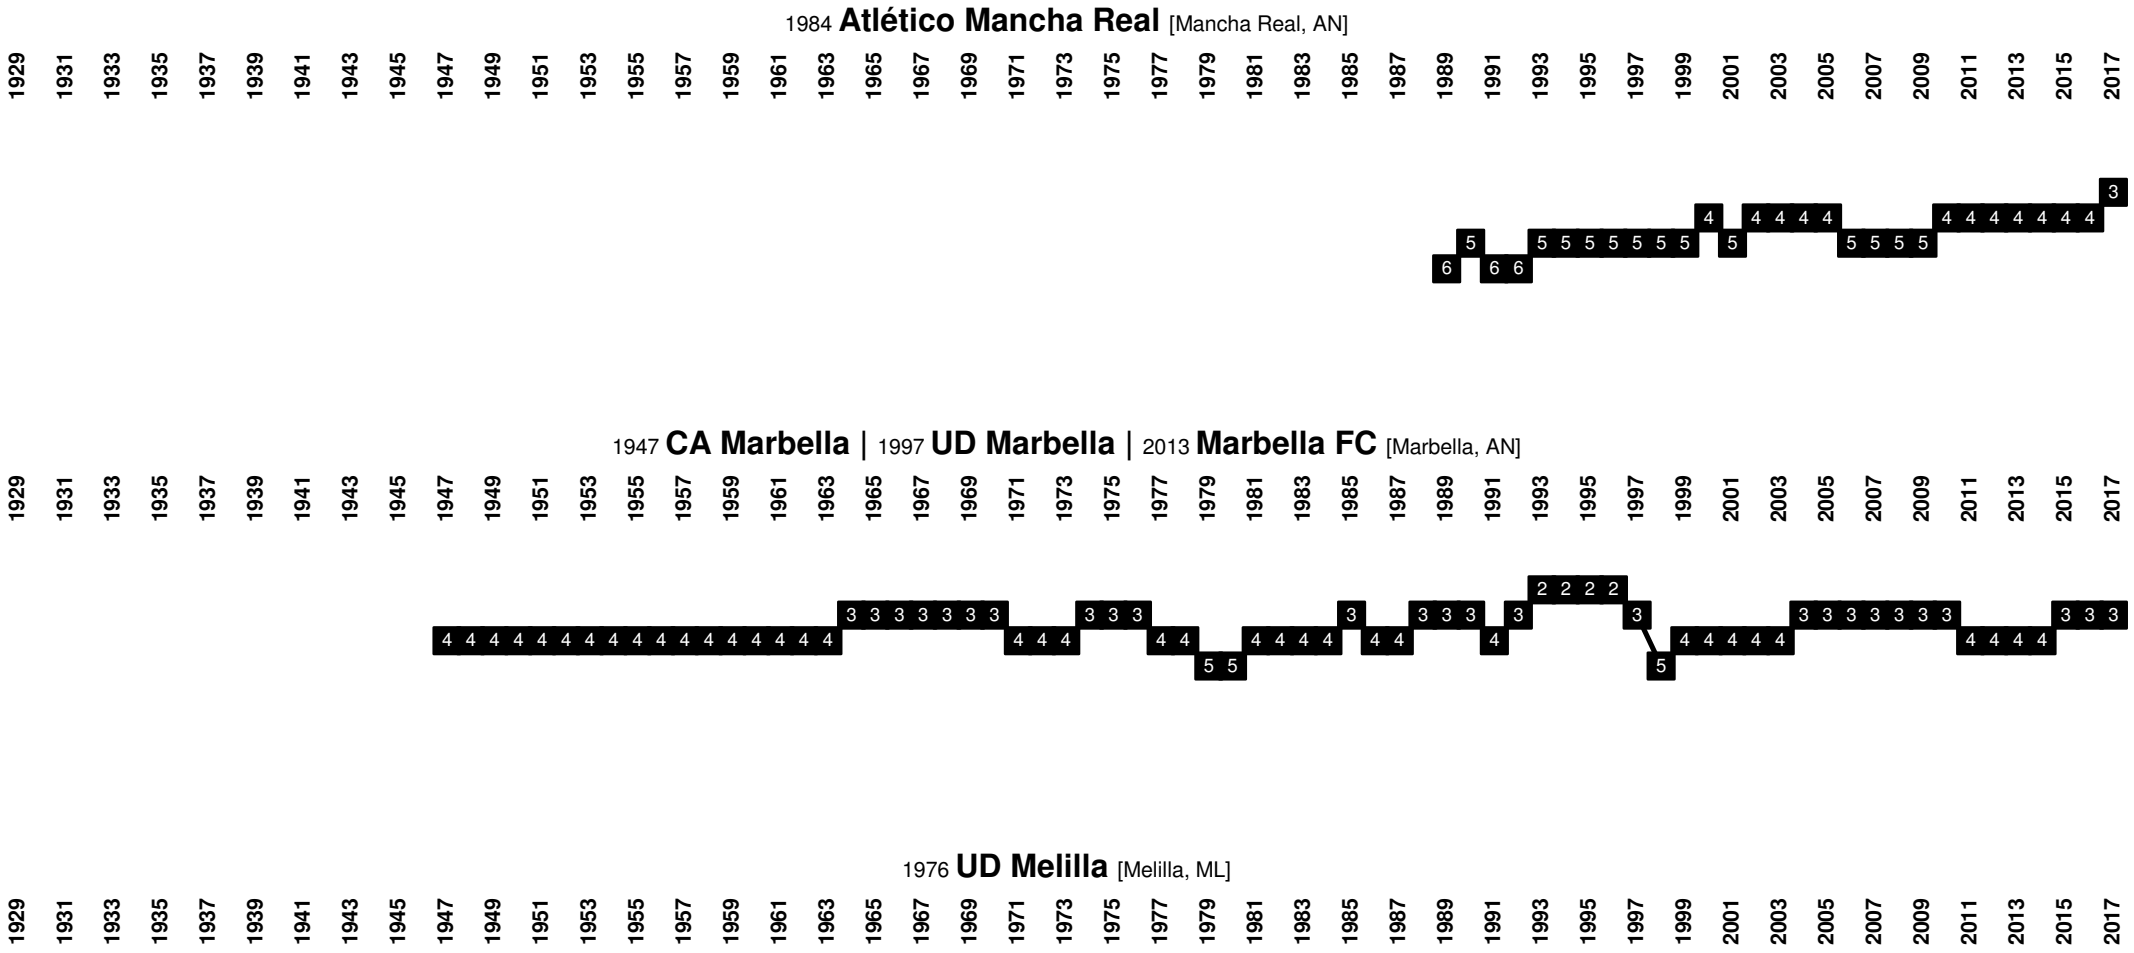 1984 Atlético Mancha Real [Mancha Real, AN]
1929 1931 1933 1935 1937 1939 1941 1943 1945 1947 1949 1951 1953 1955 1957 1959 1961 1963 1965 1967 1969 1971 1973 1975 1977 1979 1981 1983 1985 1987 1989 1991 1993 1995 1997 1999 2001 2003 2005 2007 2009 2011 2013 2015 2017
3
4 4 4 4 4 4 4 4 4 4 4 4
5 5 5 5 5 5 5 5 5 5 5 5 5
6 6 6
1947 CA Marbella | 1997 UD Marbella | 2013 Marbella FC [Marbella, AN]
1929 1931 1933 1935 1937 1939 1941 1943 1945 1947 1949 1951 1953 1955 1957 1959 1961 1963 1965 1967 1969 1971 1973 1975 1977 1979 1981 1983 1985 1987 1989 1991 1993 1995 1997 1999 2001 2003 2005 2007 2009 2011 2013 2015 2017
2 2 2 2
3 3 3 3 3 3 3 3 3 3 3 3 3 3 3 3 3 3 3 3 3 3 3 3 3 3
4 4 4 4 4 4 4 4 4 4 4 4 4 4 4 4 4 4 4 4 4 4 4 4 4 4 4 4 4 4 4 4 4 4 4 4 4 4
5 5 5
1976 UD Melilla [Melilla, ML]
1929 1931 1933 1935 1937 1939 1941 1943 1945 1947 1949 1951 1953 1955 1957 1959 1961 1963 1965 1967 1969 1971 1973 1975 1977 1979 1981 1983 1985 1987 1989 1991 1993 1995 1997 1999 2001 2003 2005 2007 2009 2011 2013 2015 2017